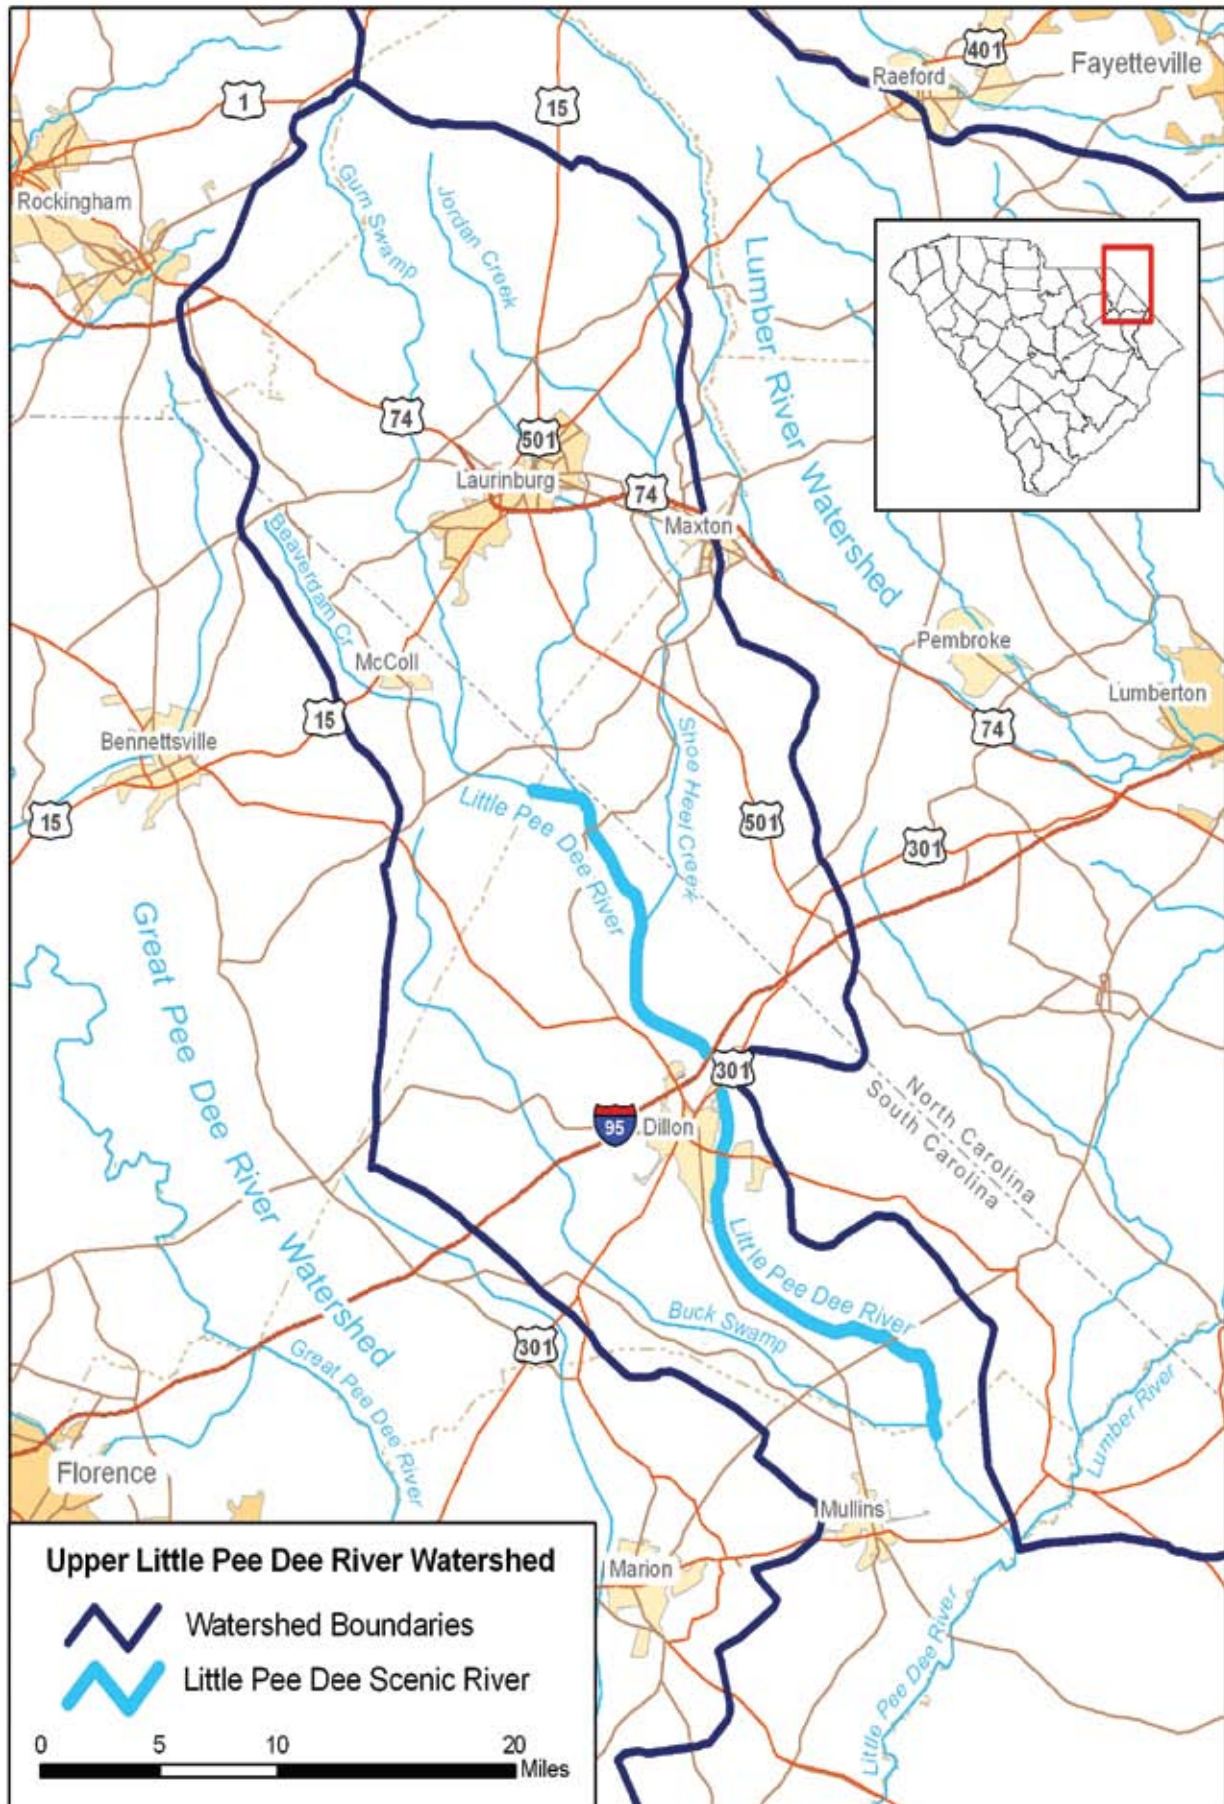 401
Fayetteville
Raeford
1
15
Rockingham
Gum Swamp
Jordan Creek
Lumber River Watershed
74
501
Laurinburg
74
Maxton
Beaverdam Cr
McColl
Pembroke
Lumberton
15
74
Bennettsville
Shoe Heel Creek
15
Little Pee Dee River
501
301
Great Pee Dee River Watershed
301
North Carolina
South Carolina
95
Dillon
Little Pee Dee River
Buck Swamp
301
Great Pee Dee River
Lumber River
Florence
Mullins
Marion
Little Pee Dee River
Upper Little Pee Dee River Watershed
Watershed Boundaries
Little Pee Dee Scenic River
0 5 10 20
Miles